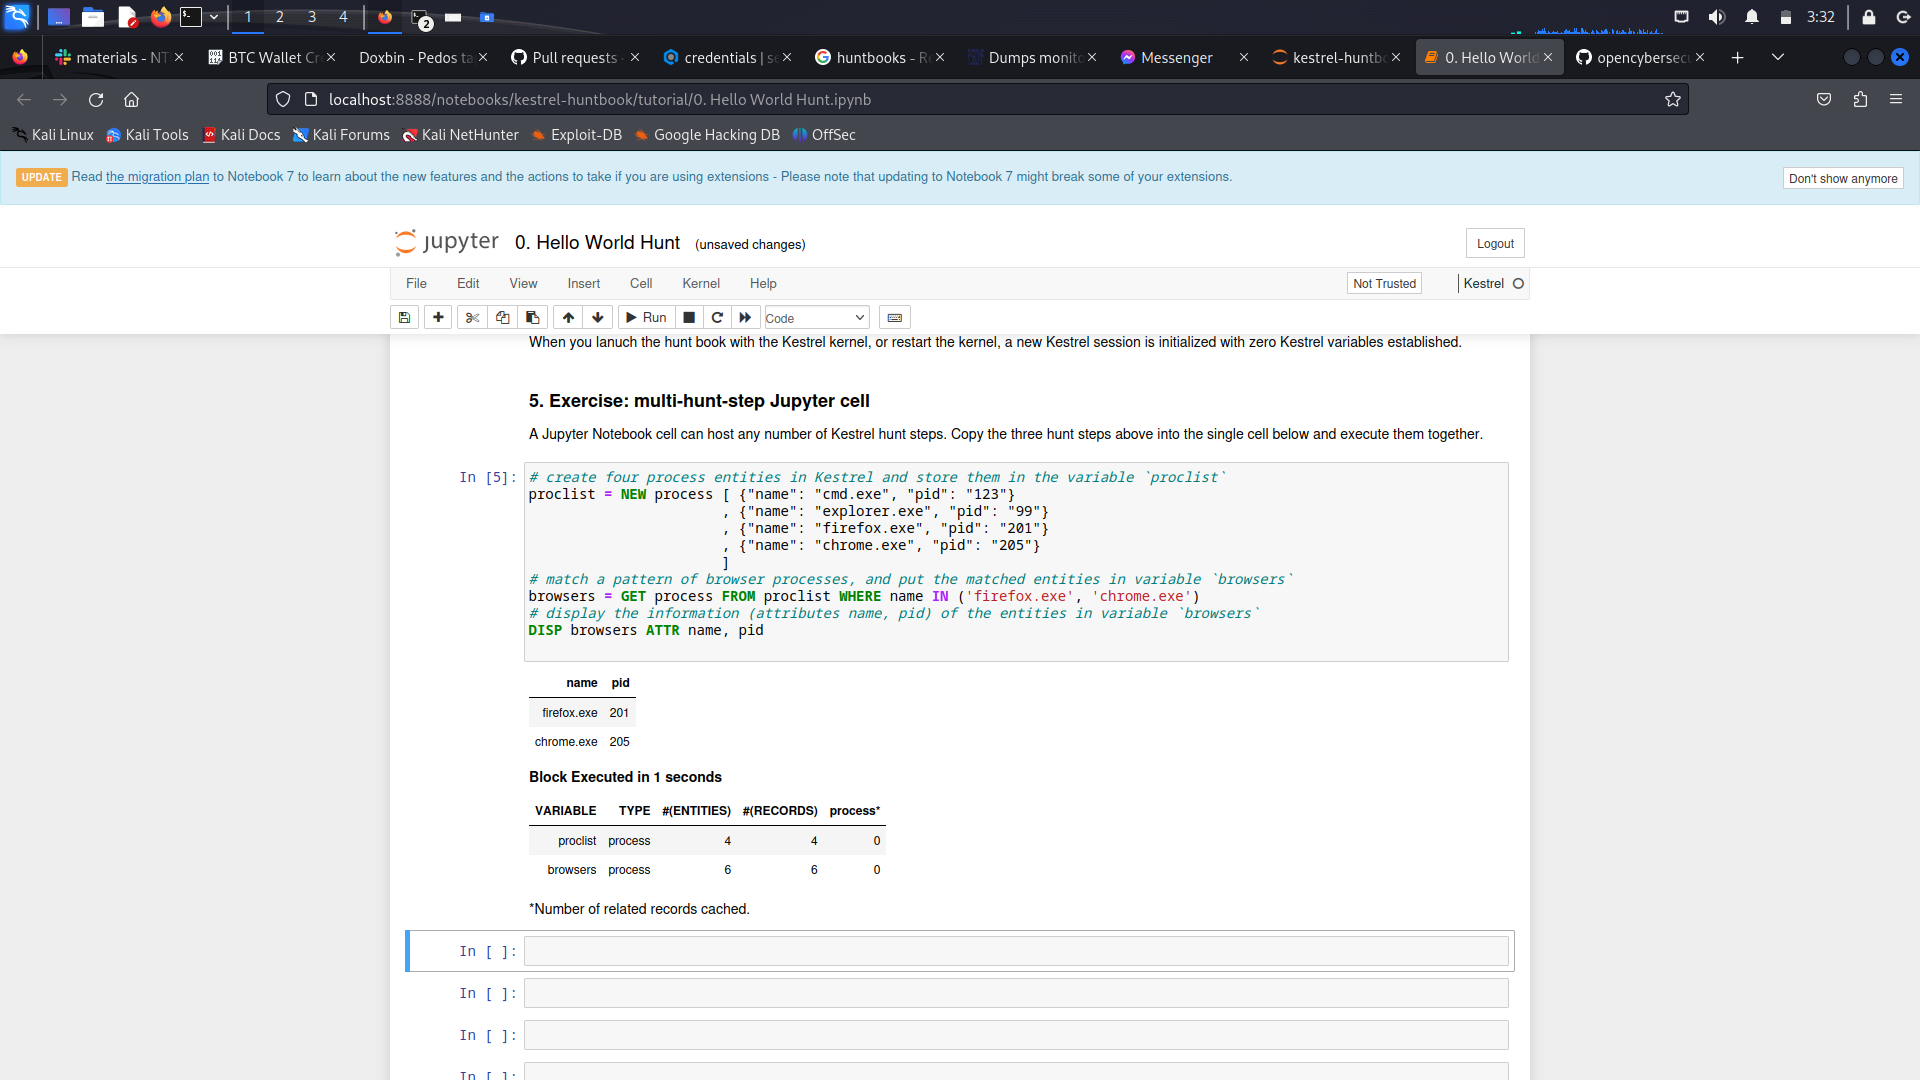 1 2 3 4 2 3:32
materials - NT BTC Wallet Cr Doxbin - Pedos ta Pull requests credentials | se huntbooks - R Dumps monito Messenger kestrel-huntbo 0. Hello World opencybersecu
localhost:8888/notebooks/kestrel-huntbook/tutorial/0. Hello World Hunt.ipynb
Kali Linux Kali Tools Kali Docs Kali Forums Kali NetHunter Exploit-DB Google Hacking DB OffSec
UPDATE Read the migration plan to Notebook 7 to learn about the new features and the actions to take if you are using extensions - Please note that updating to Notebook 7 might break some of your extensions. Don't show anymore
jupyter 0. Hello World Hunt (unsaved changes) Logout
File Edit View Insert Cell Kernel Help Not Trusted Kestrel
Run Code
When you lanuch the hunt book with the Kestrel kernel, or restart the kernel, a new Kestrel session is initialized with zero Kestrel variables established.
5. Exercise: multi-hunt-step Jupyter cell
A Jupyter Notebook cell can host any number of Kestrel hunt steps. Copy the three hunt steps above into the single cell below and execute them together.
In [5]: # create four process entities in Kestrel and store them in the variable `proclist`
proclist = NEW process [ {"name": "cmd.exe", "pid": "123"}
, {"name": "explorer.exe", "pid": "99"}
, {"name": "firefox.exe", "pid": "201"}
, {"name": "chrome.exe", "pid": "205"}
]
# match a pattern of browser processes, and put the matched entities in variable `browsers`
browsers = GET process FROM proclist WHERE name IN ('firefox.exe', 'chrome.exe')
# display the information (attributes name, pid) of the entities in variable `browsers`
DISP browsers ATTR name, pid
name pid
firefox.exe 201
chrome.exe 205
Block Executed in 1 seconds
VARIABLE TYPE #(ENTITIES) #(RECORDS) process*
proclist process 4 4 0
browsers process 6 6 0
*Number of related records cached.
In [ ]:
In [ ]:
In [ ]:
In [ ]: